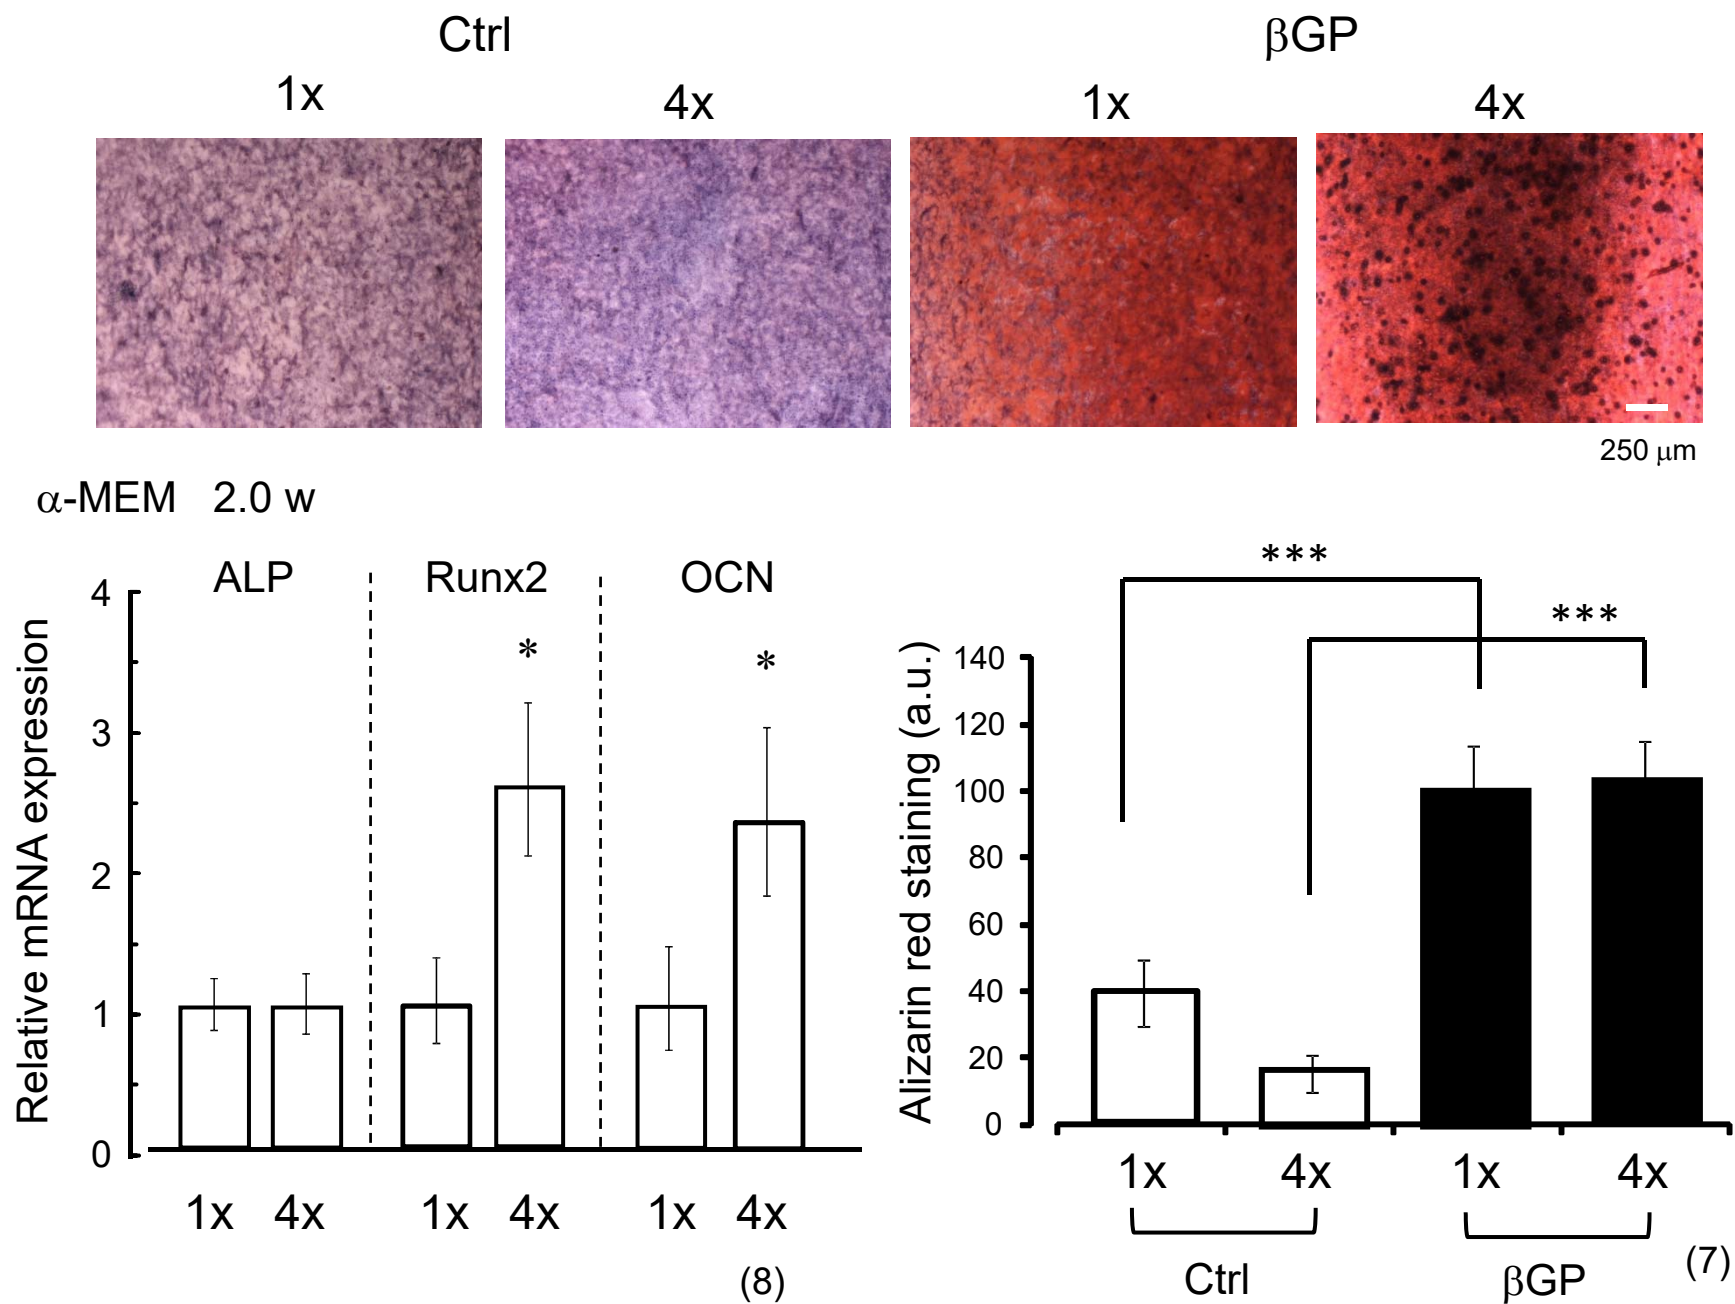 Ctrl βGP
1x 4x 1x 4x
250 μm
α-MEM 2.0 w
ALP Runx2 OCN
* *
Relative mRNA expression
4
3
2
1
0
1x 4x 1x 4x 1x 4x
(8)
***
***
Alizarin red staining (a.u.)
140
120
100
80
60
40
20
0
1x 4x 1x 4x
Ctrl βGP
(7)